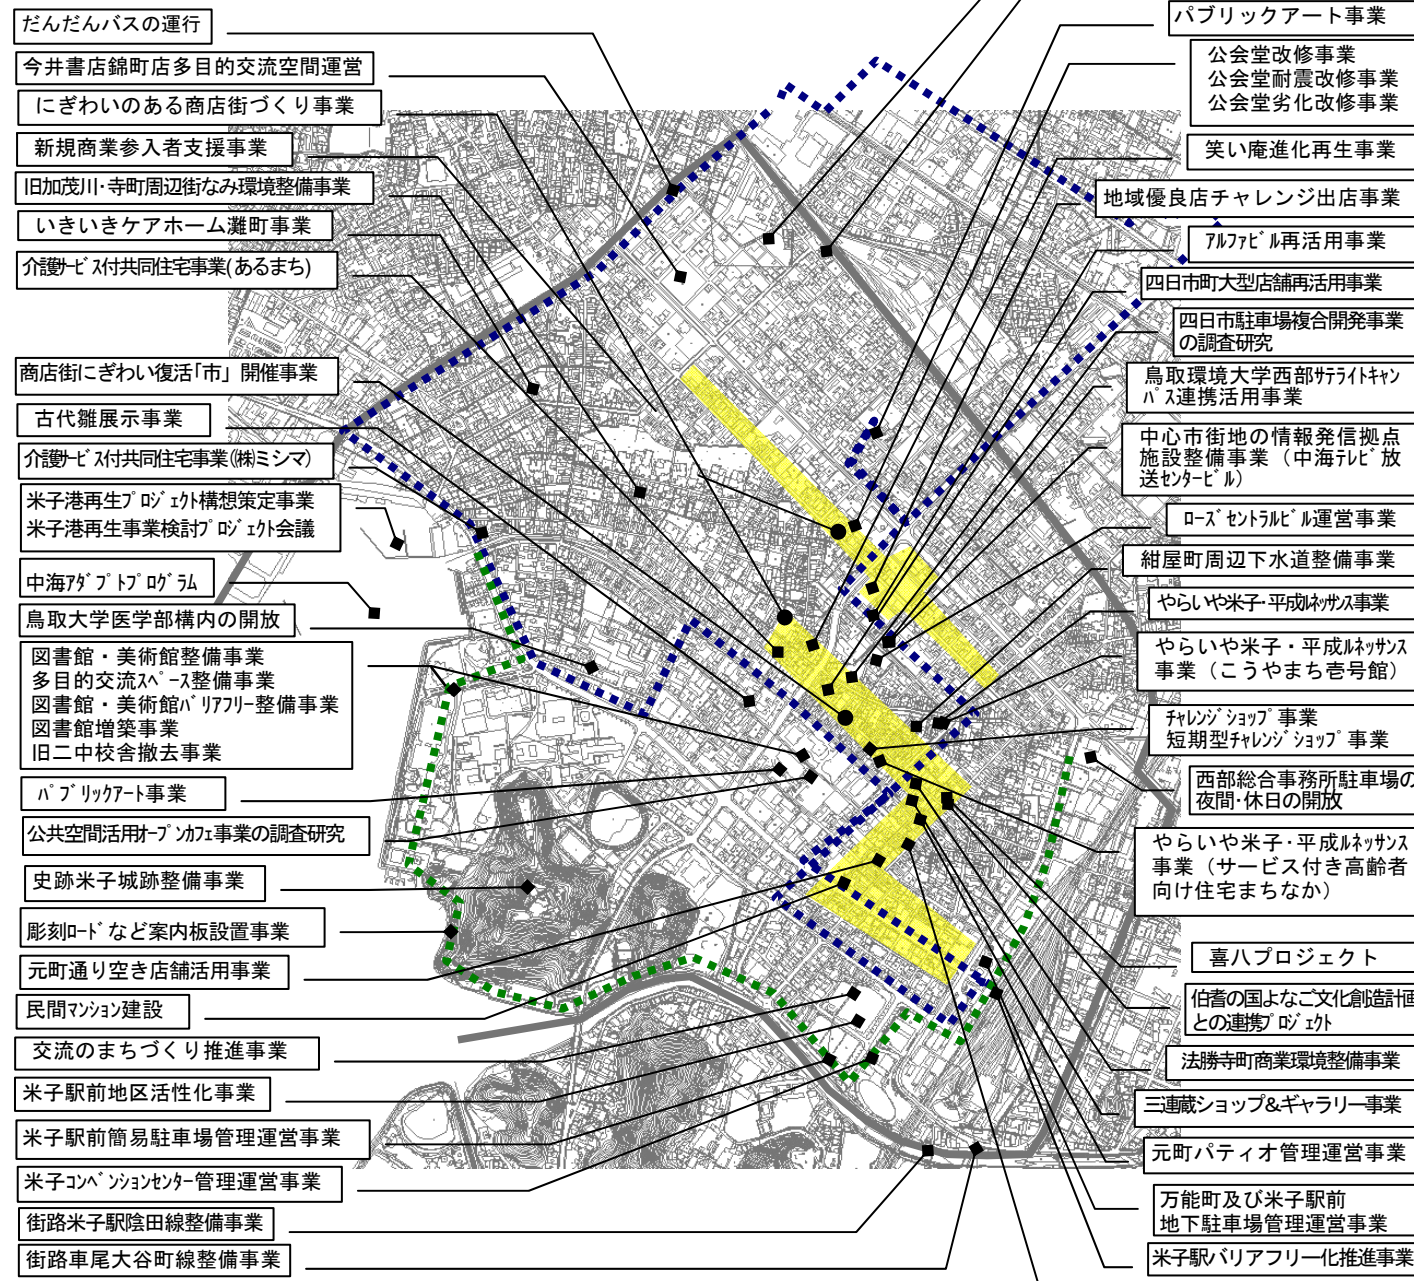 だんだんバスの運行
今井書店錦町店多目的交流空間運営
にぎわいのある商店街づくり事業
新規商業参入者支援事業
旧加茂川・寺町周辺街なみ環境整備事業
いきいきケアホーム灘町事業
介護ｻｰﾋﾞｽ付共同住宅事業(あるまち)
商店街にぎわい復活「市」開催事業
古代雛展示事業
介護ｻｰﾋﾞｽ付共同住宅事業(㈱ミシマ)
米子港再生ﾌﾟﾛｼﾞｪｸﾄ構想策定事業
米子港再生事業検討ﾌﾟﾛｼﾞｪｸﾄ会議
中海ｱﾀﾞﾌﾟﾄﾌﾟﾛｸﾞﾗﾑ
鳥取大学医学部構内の開放
図書館・美術館整備事業
多目的交流ｽﾍﾟｰｽ整備事業
図書館・美術館ﾊﾞﾘｱﾌﾘｰ整備事業
図書館増築事業
旧二中校舎撤去事業
ﾊﾟﾌﾞﾘｯｸｱｰﾄ事業
公共空間活用ｵｰﾌﾟﾝｶﾌｪ事業の調査研究
史跡米子城跡整備事業
彫刻ﾛｰﾄﾞなど案内板設置事業
元町通り空き店舗活用事業
民間ﾏﾝｼｮﾝ建設
交流のまちづくり推進事業
米子駅前地区活性化事業
米子駅前簡易駐車場管理運営事業
米子ｺﾝﾍﾞﾝｼｮﾝｾﾝﾀｰ管理運営事業
街路米子駅陰田線整備事業
街路車尾大谷町線整備事業
パブリックアート事業
公会堂改修事業
公会堂耐震改修事業
公会堂劣化改修事業
笑い庵進化再生事業
地域優良店チャレンジ出店事業
ｱﾙﾌｧﾋﾞﾙ再活用事業
四日市町大型店舗再活用事業
四日市駐車場複合開発事業
の調査研究
鳥取環境大学西部ｻﾃﾗｲﾄｷｬﾝ
ﾊﾟｽ連携活用事業
中心市街地の情報発信拠点
施設整備事業（中海ﾃﾚﾋﾞ放
送ｾﾝﾀｰﾋﾞﾙ）
ﾛｰｽﾞｾﾝﾄﾗﾙﾋﾞﾙ運営事業
紺屋町周辺下水道整備事業
やらいや米子・平成ﾙﾈｯｻﾝｽ事業
やらいや米子・平成ﾙﾈｯｻﾝｽ
事業（こうやまち壱号館）
ﾁｬﾚﾝｼﾞｼｮｯﾌﾟ事業
短期型ﾁｬﾚﾝｼﾞｼｮｯﾌﾟ事業
西部総合事務所駐車場の
夜間・休日の開放
やらいや米子・平成ﾙﾈｯｻﾝｽ
事業（サービス付き高齢者
向け住宅まちなか）
喜八プロジェクト
伯耆の国よなご文化創造計画
との連携ﾌﾟﾛｼﾞｪｸﾄ
法勝寺町商業環境整備事業
三連蔵ショップ&ギャラリー事業
元町パティオ管理運営事業
万能町及び米子駅前
地下駐車場管理運営事業
米子駅バリアフリー化推進事業